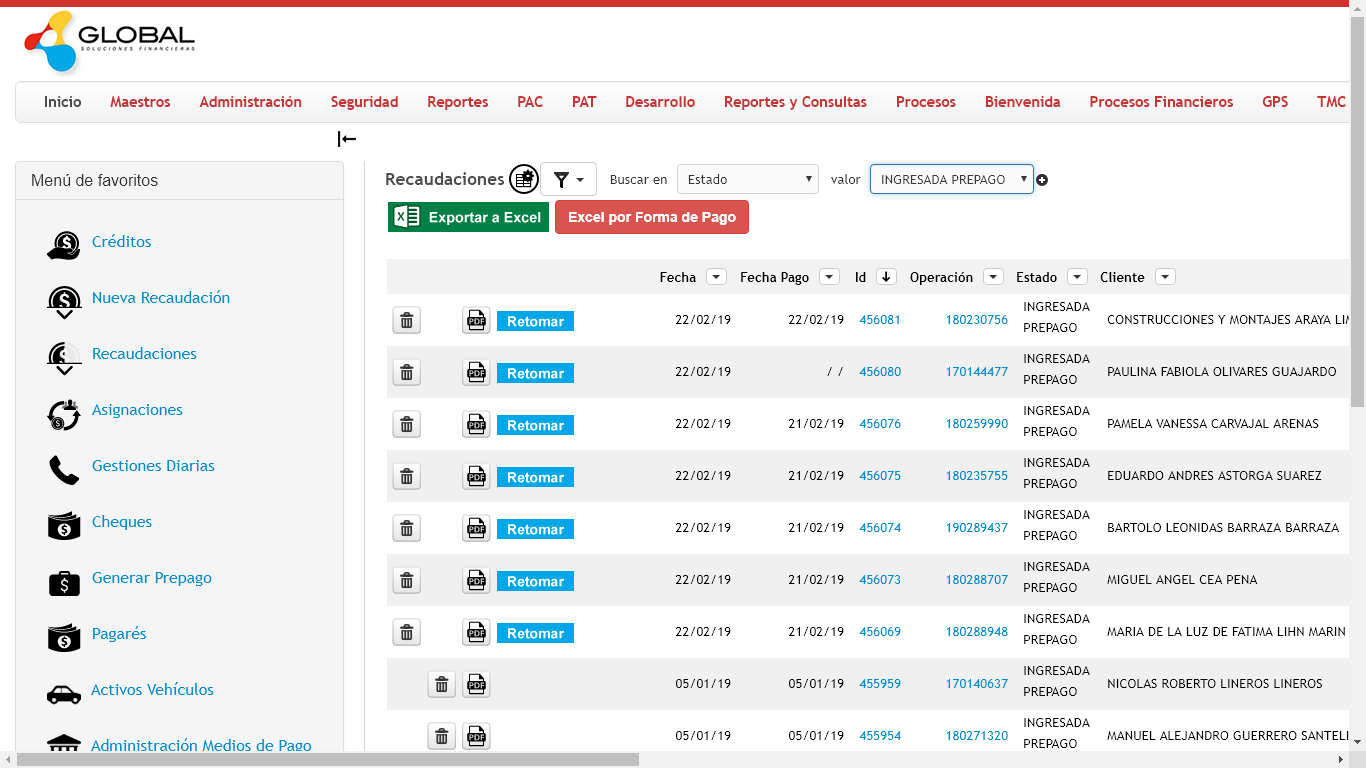 GLOBAL
SOLUCIONES FINANCIERAS
Inicio Maestros Administración Seguridad Reportes PAC PAT Desarrollo Reportes y Consultas Procesos Bienvenida Procesos Financieros GPS TMC
Menú de favoritos
Créditos
Nueva Recaudación
Recaudaciones
Asignaciones
Gestiones Diarias
Cheques
Generar Prepago
Pagarés
Activos Vehículos
Administración Medios de Pago
Recaudaciones Buscar en Estado valor INGRESADA PREPAGO
Exportar a Excel Excel por Forma de Pago
Fecha Fecha Pago Id Operación Estado Cliente
PDF Retomar 22/02/19 22/02/19 456081 180230756 INGRESADA PREPAGO CONSTRUCCIONES Y MONTAJES ARAYA LIM
PDF Retomar 22/02/19 / / 456080 170144477 INGRESADA PREPAGO PAULINA FABIOLA OLIVARES GUAJARDO
PDF Retomar 22/02/19 21/02/19 456076 180259990 INGRESADA PREPAGO PAMELA VANESSA CARVAJAL ARENAS
PDF Retomar 22/02/19 21/02/19 456075 180235755 INGRESADA PREPAGO EDUARDO ANDRES ASTORGA SUAREZ
PDF Retomar 22/02/19 21/02/19 456074 190289437 INGRESADA PREPAGO BARTOLO LEONIDAS BARRAZA BARRAZA
PDF Retomar 22/02/19 21/02/19 456073 180288707 INGRESADA PREPAGO MIGUEL ANGEL CEA PENA
PDF Retomar 22/02/19 21/02/19 456069 180288948 INGRESADA PREPAGO MARIA DE LA LUZ DE FATIMA LIHN MARIN
PDF 05/01/19 05/01/19 455959 170140637 INGRESADA PREPAGO NICOLAS ROBERTO LINEROS LINEROS
PDF 05/01/19 05/01/19 455954 180271320 INGRESADA PREPAGO MANUEL ALEJANDRO GUERRERO SANTELI